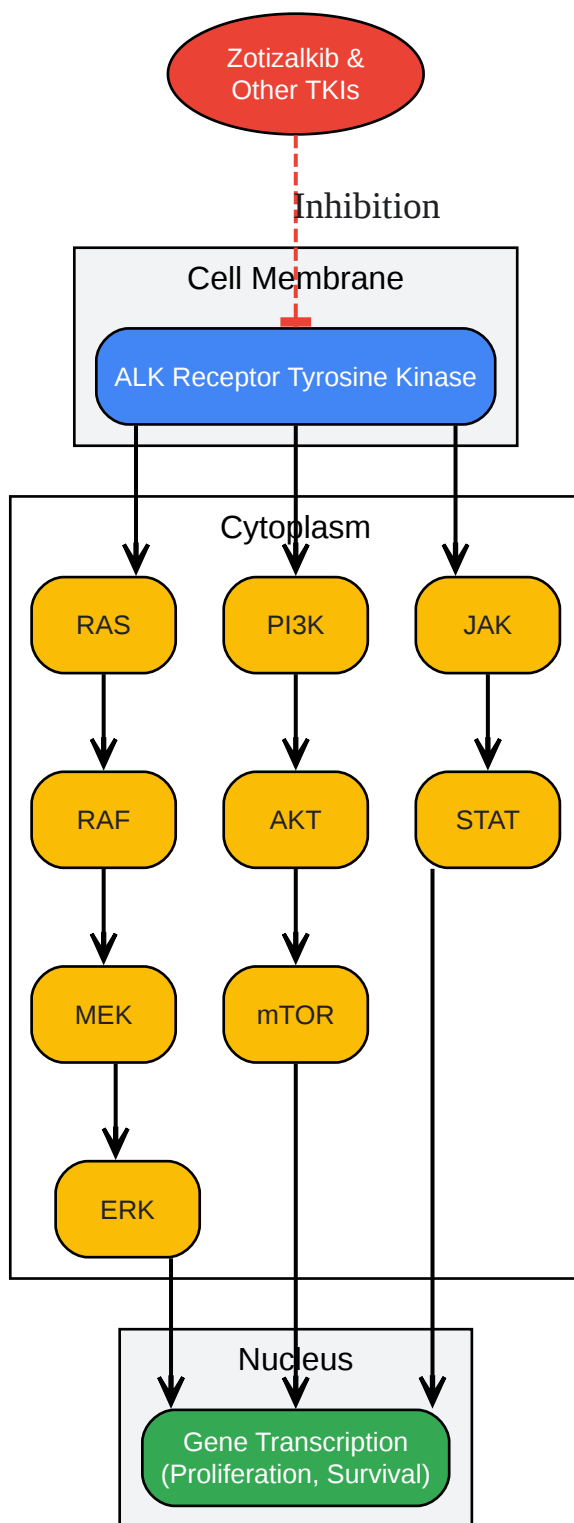 Zotizalkib &
Other TKIs
Inhibition
Cell Membrane
ALK Receptor Tyrosine Kinase
Cytoplasm
RAS
PI3K
JAK
RAF
AKT
STAT
MEK
mTOR
ERK
Nucleus
Gene Transcription
(Proliferation, Survival)